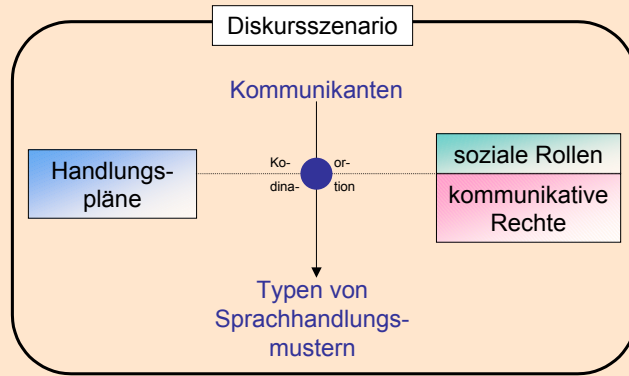 Diskursszenario
Kommunikanten
Handlungs-
pläne
Ko- or-
dina- tion
soziale Rollen
kommunikative
Rechte
Typen von
Sprachhandlungs-
mustern